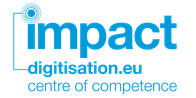 impact
digitisation.eu
centre of competence